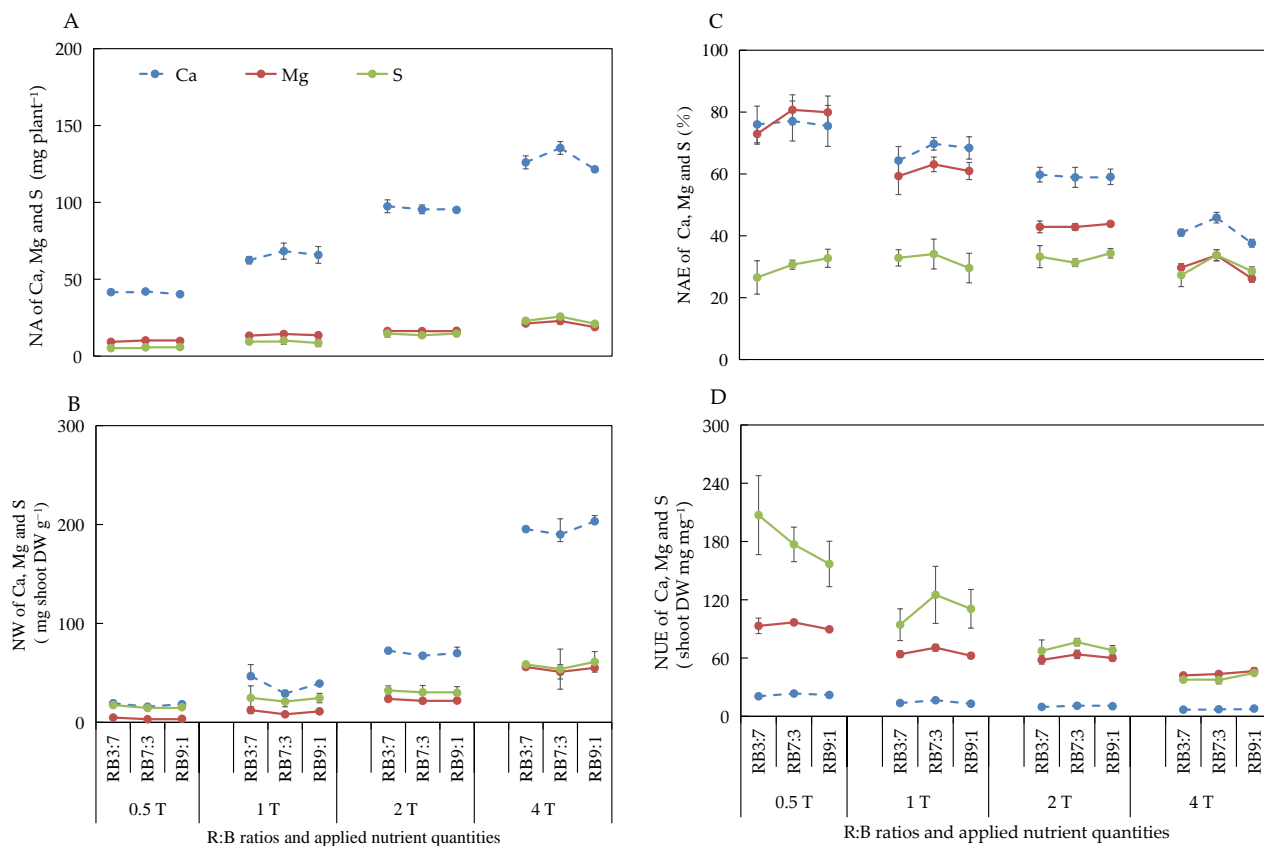 A
NA of Ca, Mg and S (mg plant⁻¹)
200
150
100
50
0
Ca
Mg
S
C
NAE of Ca, Mg and S (%)
100
80
60
40
20
0
B
NW of Ca, Mg and S
( mg shoot DW g⁻¹)
300
200
100
0
RB3:7
RB7:3
RB9:1
RB3:7
RB7:3
RB9:1
RB3:7
RB7:3
RB9:1
RB3:7
RB7:3
RB9:1
0.5 T
1 T
2 T
4 T
R:B ratios and applied nutrient quantities
D
NUE of Ca, Mg and S
( shoot DW mg mg⁻¹)
300
240
180
120
60
0
RB3:7
RB7:3
RB9:1
RB3:7
RB7:3
RB9:1
RB3:7
RB7:3
RB9:1
RB3:7
RB7:3
RB9:1
0.5 T
1 T
2 T
4 T
R:B ratios and applied nutrient quantities